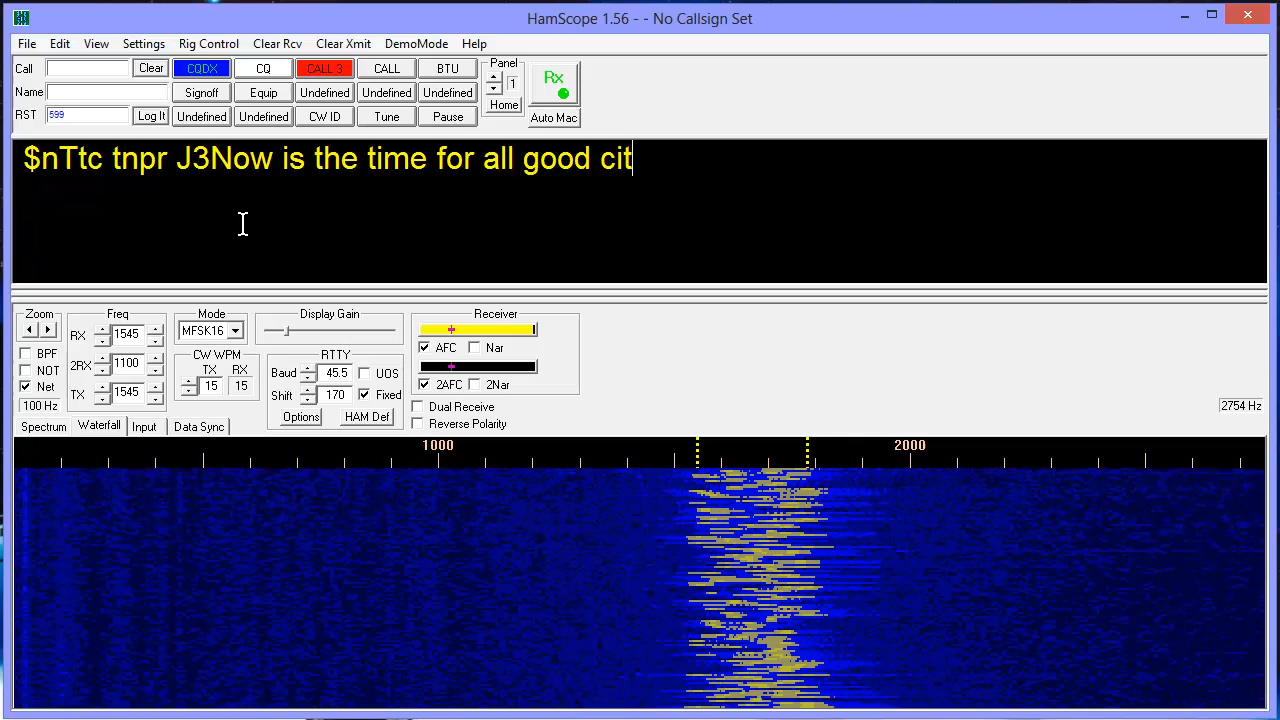 HamScope 1.56 - - No Callsign Set
File Edit View Settings Rig Control Clear Rcv Clear Xmit DemoMode Help
Call Clear CQDX CQ CALL 3 CALL BTU Panel 1 Rx
Name Signoff Equip Undefined Undefined Undefined Home
RST 599 Log It Undefined Undefined CW ID Tune Pause Auto Mac
$nTtc tnpr J3Now is the time for all good cit
Zoom Freq Mode Display Gain Receiver
RX 1545 MFSK16
BPF CW WPM RTTY AFC Nar
NOT 2RX 1100 TX RX Baud 45.5 UOS
Net TX 1545 15 15 Shift 170 Fixed 2AFC 2Nar
100 Hz Options HAM Def Dual Receive 2754 Hz
Spectrum Waterfall Input Data Sync Reverse Polarity
1000 2000